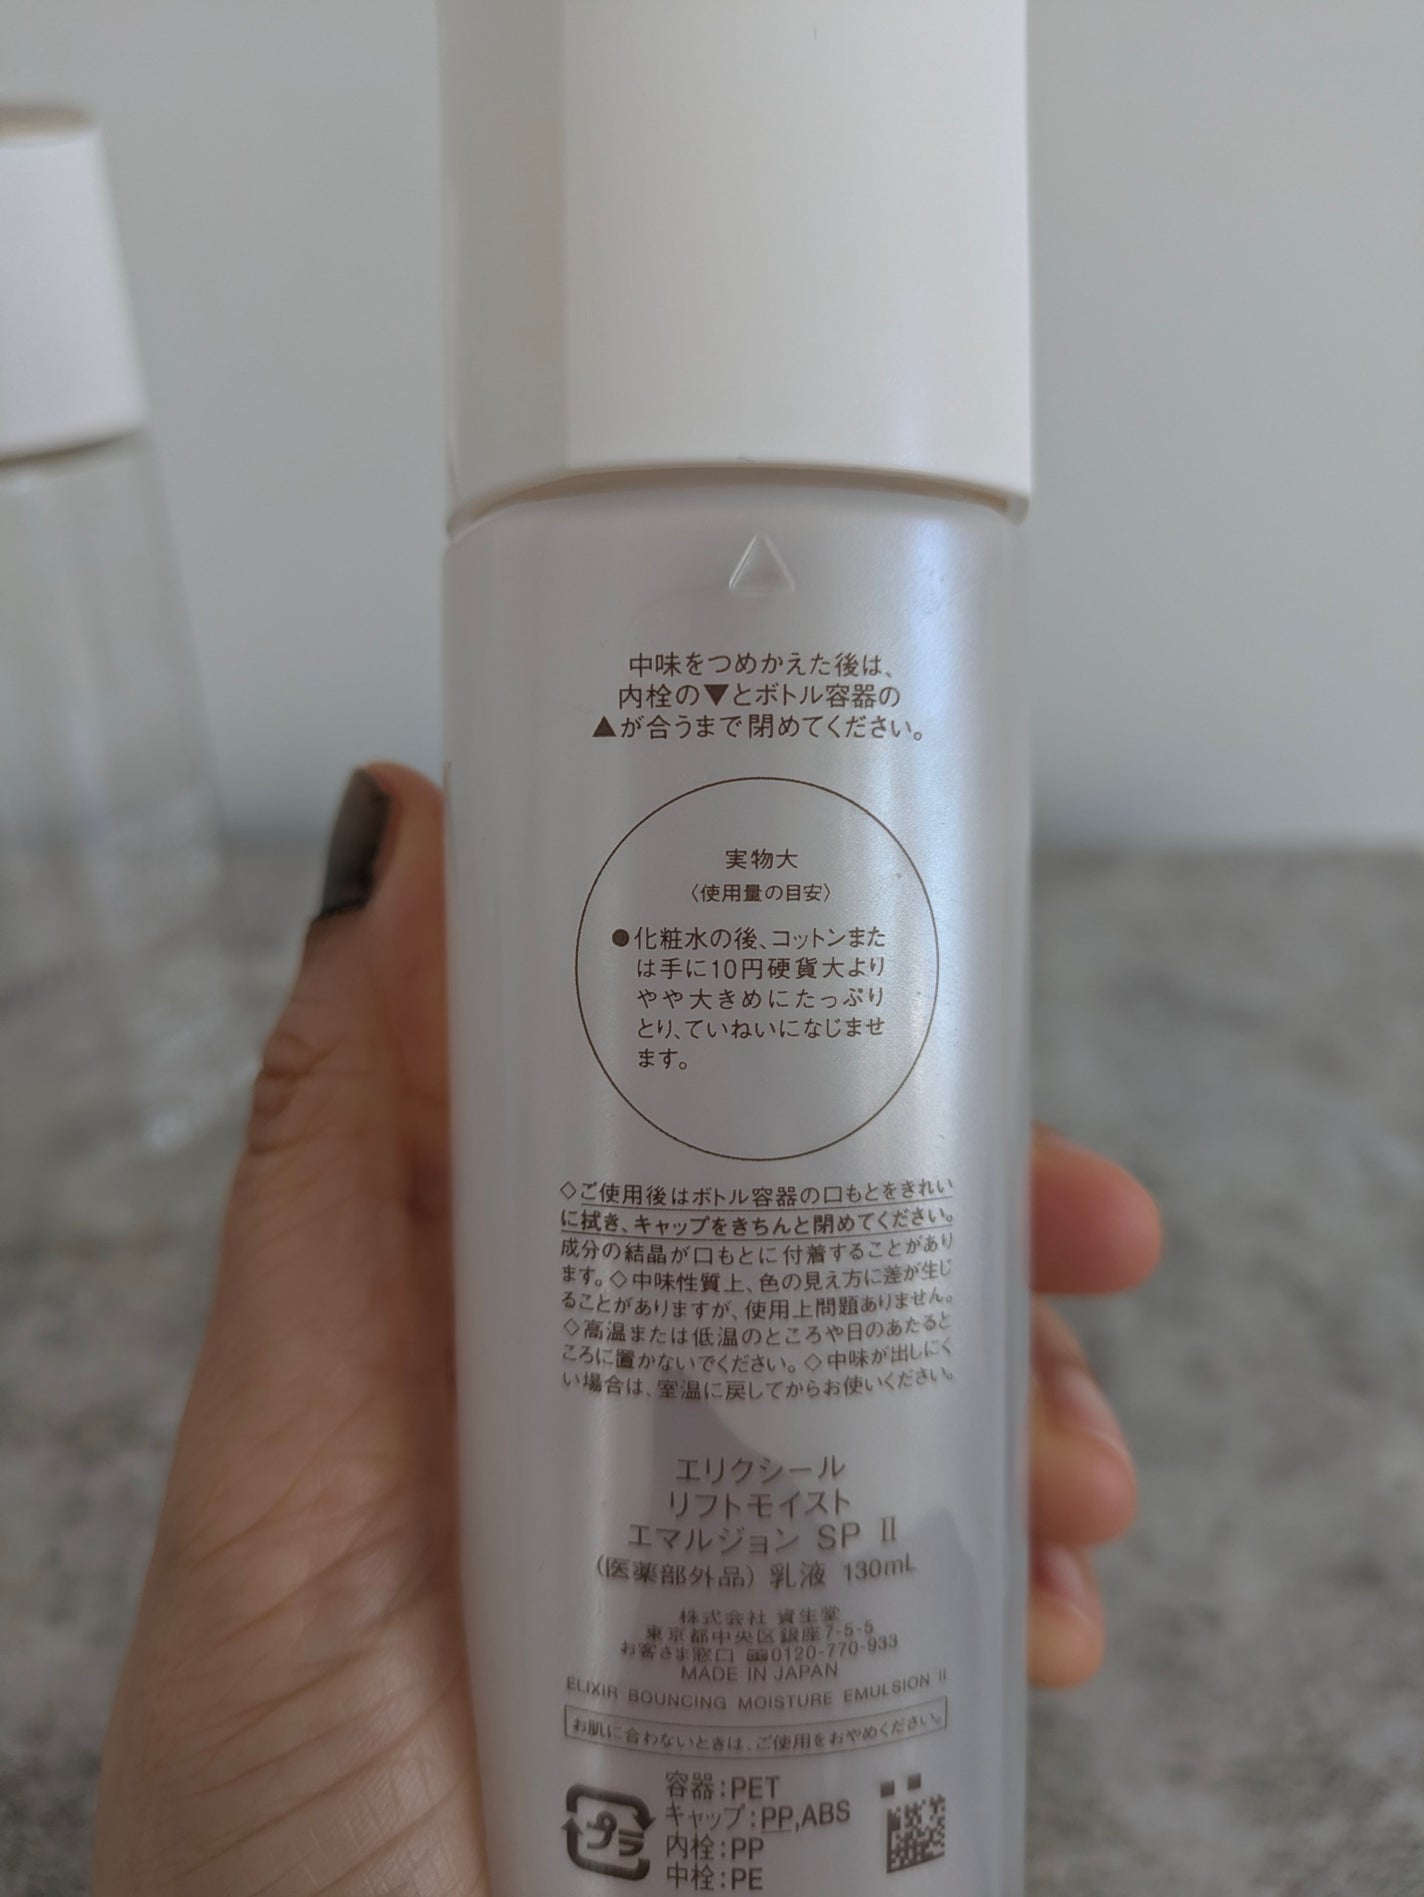 中味をつめかえた後は、
内栓の▼とボトル容器の
▲が合うまで閉めてください。
実物大
〈使用量の目安〉
●化粧水の後、コットンまた
は手に10円硬貨大より
やや大きめにたっぷり
とり、ていねいになじませ
ます。
◇ご使用後はボトル容器の口もとをきれい
に拭き、キャップをきちんと閉めてください。
成分の結晶が口もとに付着することがあり
ます。◇中味性質上、色の見え方に差が生じ
ることがありますが、使用上問題ありません。
◇高温または低温のところや日のあたると
ころに置かないでください。◇中味が出しにく
い場合は、室温に戻してからお使いください。
エリクシール
リフトモイスト
エマルジョン SP II
(医薬部外品) 乳液 130mL
株式会社 資生堂
東京都中央区銀座7-5-5
お客さま窓口 0120-770-933
MADE IN JAPAN
ELIXIR BOUNCING MOISTURE EMULSION II
お肌に合わないときは、ご使用をおやめください。
プラ
容器:PET
キャップ:PP,ABS
内栓:PP
中栓:PE